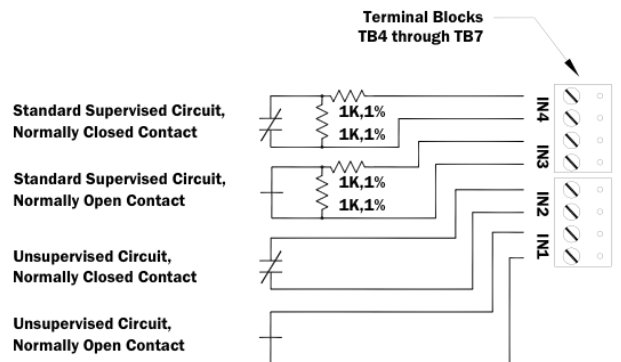 Terminal Blocks
TB4 through TB7
Standard Supervised Circuit,
Normally Closed Contact
1K,1%
1K,1%
IN4
Standard Supervised Circuit,
Normally Open Contact
1K,1%
1K,1%
IN3
Unsupervised Circuit,
Normally Closed Contact
IN2
Unsupervised Circuit,
Normally Open Contact
IN1